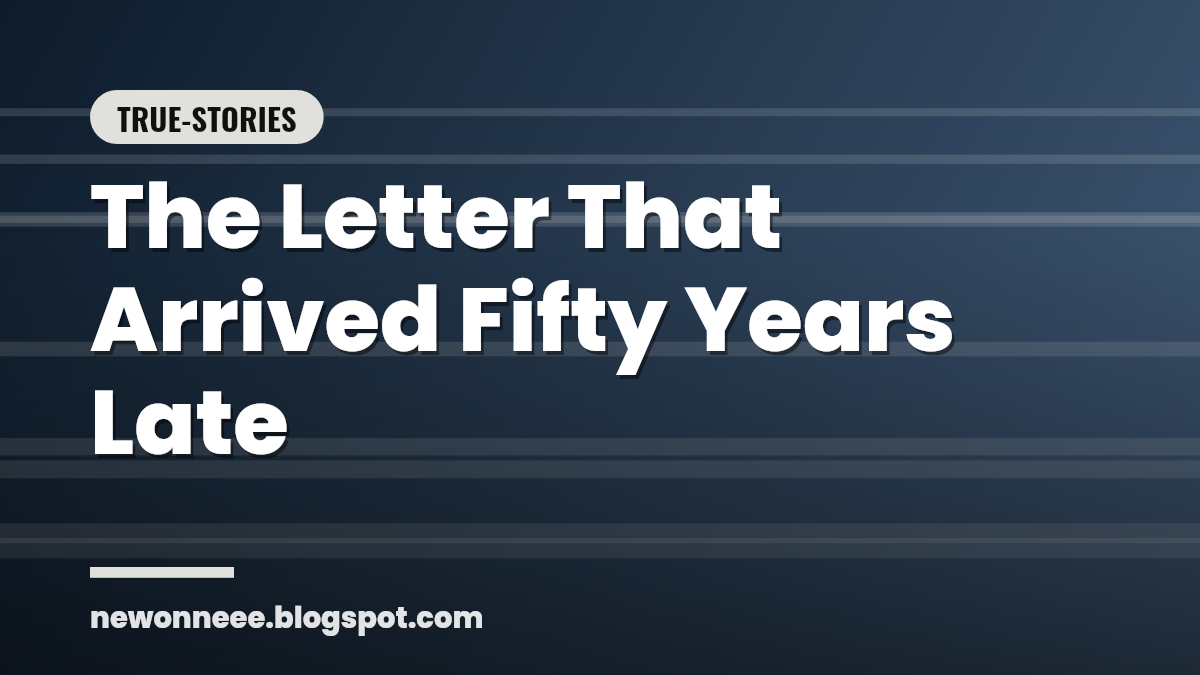 TRUE-STORIES
The Letter That
Arrived Fifty Years
Late
newonneee.blogspot.com